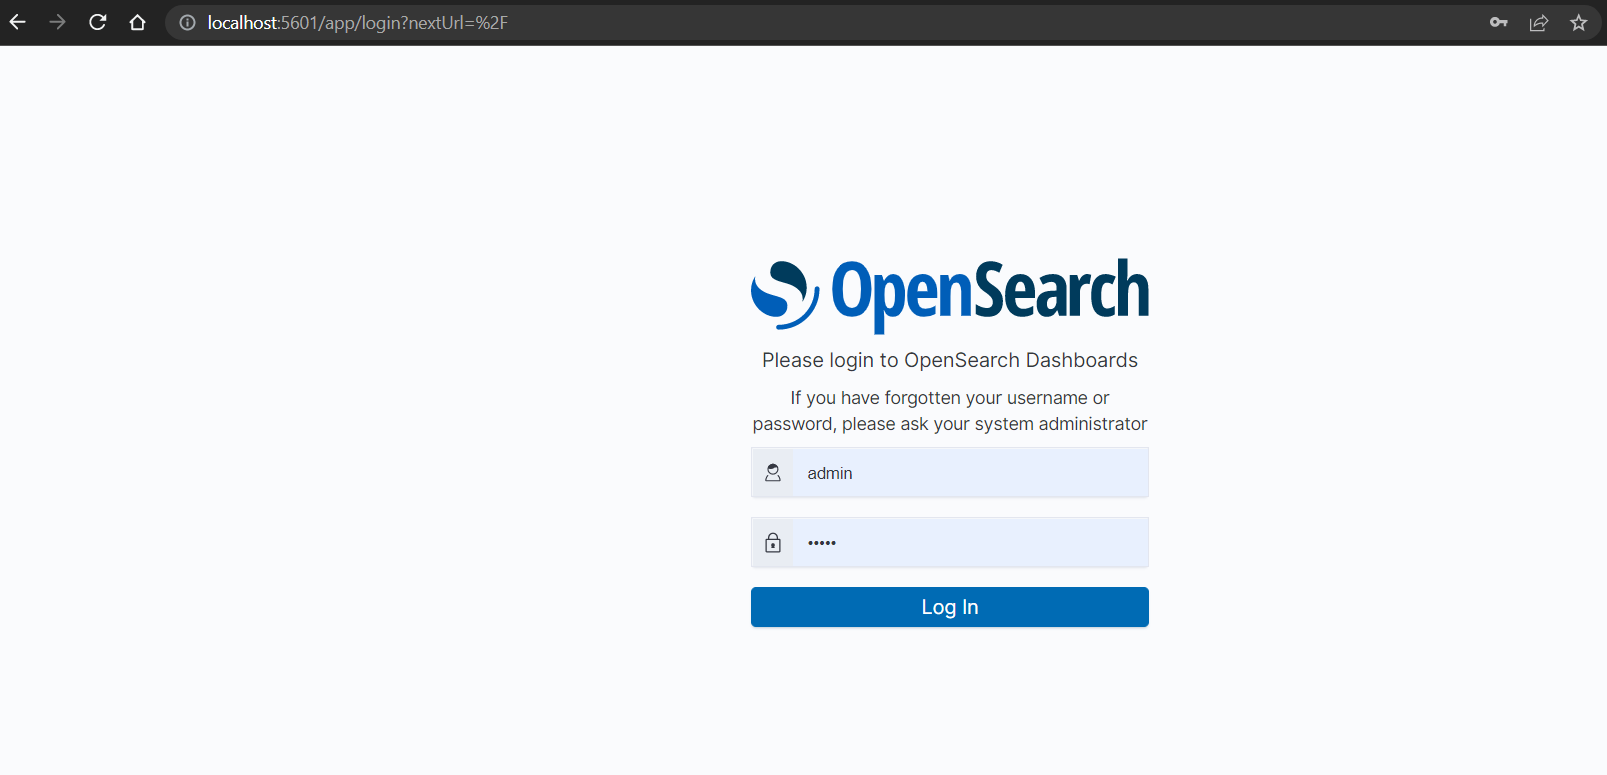 localhost:5601/app/login?nextUrl=%2F
OpenSearch
Please login to OpenSearch Dashboards
If you have forgotten your username or
password, please ask your system administrator
admin
•••••
Log In